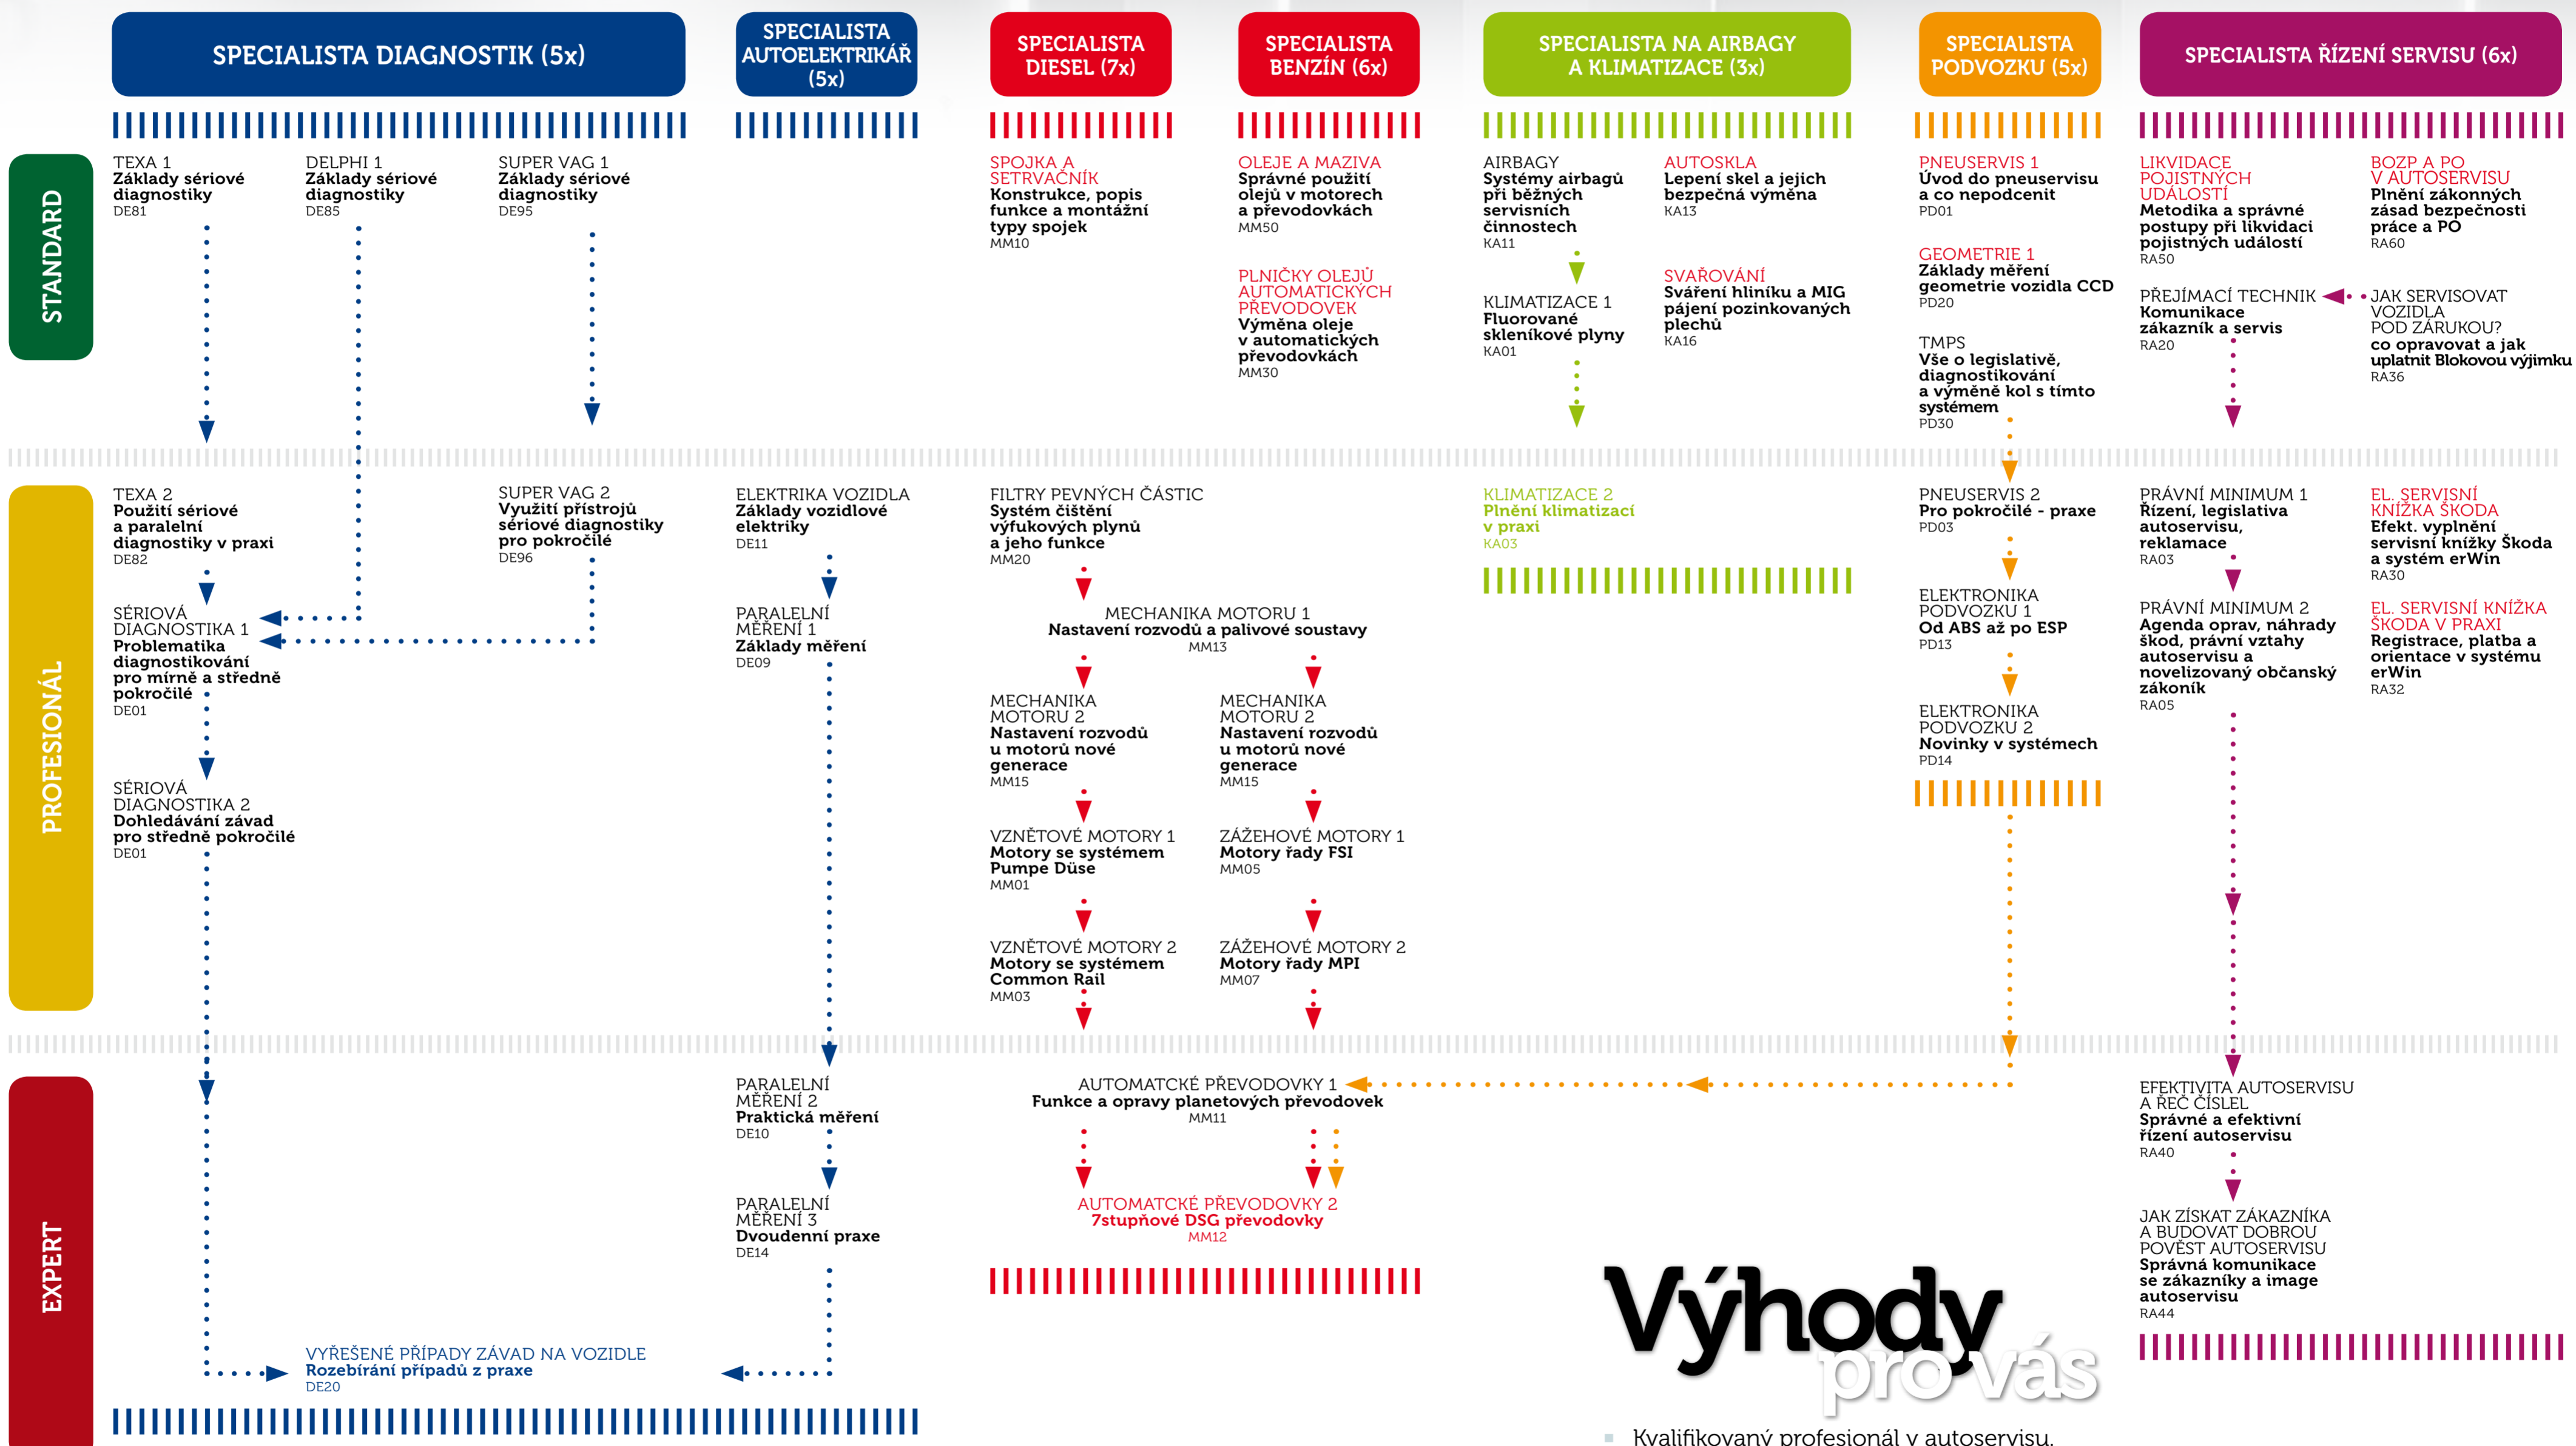 SPECIALISTA DIAGNOSTIK (5x)
SPECIALISTA
AUTOELEKTRIKÁŘ
(5x)
SPECIALISTA
DIESEL (7x)
SPECIALISTA
BENZÍN (6x)
SPECIALISTA NA AIRBAGY
A KLIMATIZACE (3x)
SPECIALISTA
PODVOZKU (5x)
SPECIALISTA ŘÍZENÍ SERVISU (6x)
STANDARD
TEXA 1
Základy sériové
diagnostiky
DE81
DELPHI 1
Základy sériové
diagnostiky
DE85
SUPER VAG 1
Základy sériové
diagnostiky
DE95
SPOJKA A
SETRVAČNÍK
Konstrukce, popis
funkce a montážní
typy spojek
MM10
OLEJE A MAZIVA
Správné použití
olejů v motorech
a převodovkách
MM50
PLNIČKY OLEJŮ
AUTOMATICKÝCH
PŘEVODOVEK
Výměna oleje
v automatických
převodovkách
MM30
AIRBAGY
Systémy airbagů
při běžných
servisních
činnostech
KA11
KLIMATIZACE 1
Fluorované
skleníkové plyny
KA01
AUTOSKLA
Lepení skel a jejich
bezpečná výměna
KA13
SVAŘOVÁNÍ
Sváření hliníku a MIG
pájení pozinkovaných
plechů
KA16
PNEUSERVIS 1
Úvod do pneuservisu
a co nepodcenit
PD01
GEOMETRIE 1
Základy měření
geometrie vozidla CCD
PD20
TMPS
Vše o legislativě,
diagnostikování
a výměně kol s tímto
systémem
PD30
LIKVIDACE
POJISTNÝCH
UDÁLOSTÍ
Metodika a správné
postupy při likvidaci
pojistných událostí
RA50
PŘEJÍMACÍ TECHNIK
Komunikace
zákazník a servis
RA20
BOZP A PO
V AUTOSERVISU
Plnění zákonných
zásad bezpečnosti
práce a PO
RA60
JAK SERVISOVAT
VOZIDLA
POD ZÁRUKOU?
co opravovat a jak
uplatnit Blokovou výjimku
RA36
PROFESIONÁL
TEXA 2
Použití sériové
a paralelní
diagnostiky v praxi
DE82
SÉRIOVÁ
DIAGNOSTIKA 1
Problematika
diagnostikování
pro mírně a středně
pokročilé
DE01
SÉRIOVÁ
DIAGNOSTIKA 2
Dohledávání závad
pro středně pokročilé
DE01
SUPER VAG 2
Využití přístrojů
sériové diagnostiky
pro pokročilé
DE96
ELEKTRIKA VOZIDLA
Základy vozidlové
elektriky
DE11
PARALELNÍ
MĚŘENÍ 1
Základy měření
DE09
FILTRY PEVNÝCH ČÁSTIC
Systém čištění
výfukových plynů
a jeho funkce
MM20
MECHANIKA MOTORU 1
Nastavení rozvodů a palivové soustavy
MM13
MECHANIKA
MOTORU 2
Nastavení rozvodů
u motorů nové
generace
MM15
MECHANIKA
MOTORU 2
Nastavení rozvodů
u motorů nové
generace
MM15
VZNĚTOVÉ MOTORY 1
Motory se systémem
Pumpe Düse
MM01
ZÁŽEHOVÉ MOTORY 1
Motory řady FSI
MM05
VZNĚTOVÉ MOTORY 2
Motory se systémem
Common Rail
MM03
ZÁŽEHOVÉ MOTORY 2
Motory řady MPI
MM07
KLIMATIZACE 2
Plnění klimatizací
v praxi
KA03
PNEUSERVIS 2
Pro pokročilé - praxe
PD03
ELEKTRONIKA
PODVOZKU 1
Od ABS až po ESP
PD13
ELEKTRONIKA
PODVOZKU 2
Novinky v systémech
PD14
PRÁVNÍ MINIMUM 1
Řízení, legislativa
autoservisu,
reklamace
RA03
PRÁVNÍ MINIMUM 2
Agenda oprav, náhrady
škod, právní vztahy
autoservisu a
novelizovaný občanský
zákoník
RA05
EL. SERVISNÍ
KNÍŽKA ŠKODA
Efekt. vyplnění
servisní knížky Škoda
a systém erWin
RA30
EL. SERVISNÍ KNÍŽKA
ŠKODA V PRAXI
Registrace, platba a
orientace v systému
erWin
RA32
EXPERT
PARALELNÍ
MĚŘENÍ 2
Praktická měření
DE10
PARALELNÍ
MĚŘENÍ 3
Dvoudenní praxe
DE14
VYŘEŠENÉ PŘÍPADY ZÁVAD NA VOZIDLE
Rozebírání případů z praxe
DE20
AUTOMATCKÉ PŘEVODOVKY 1
Funkce a opravy planetových převodovek
MM11
AUTOMATCKÉ PŘEVODOVKY 2
7stupňové DSG převodovky
MM12
EFEKTIVITA AUTOSERVISU
A ŘEČ ČÍSLEL
Správné a efektivní
řízení autoservisu
RA40
JAK ZÍSKAT ZÁKAZNÍKA
A BUDOVAT DOBROU
POVĚST AUTOSERVISU
Správná komunikace
se zákazníky a image
autoservisu
RA44
Výhody
pro vás
Kvalifikovaný profesionál v autoservisu.